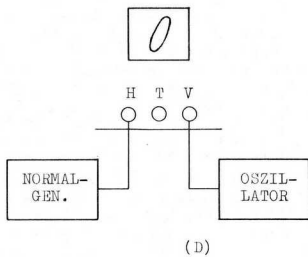 H T V
NORMAL-
GEN.
OSZIL-
LATOR
(D)